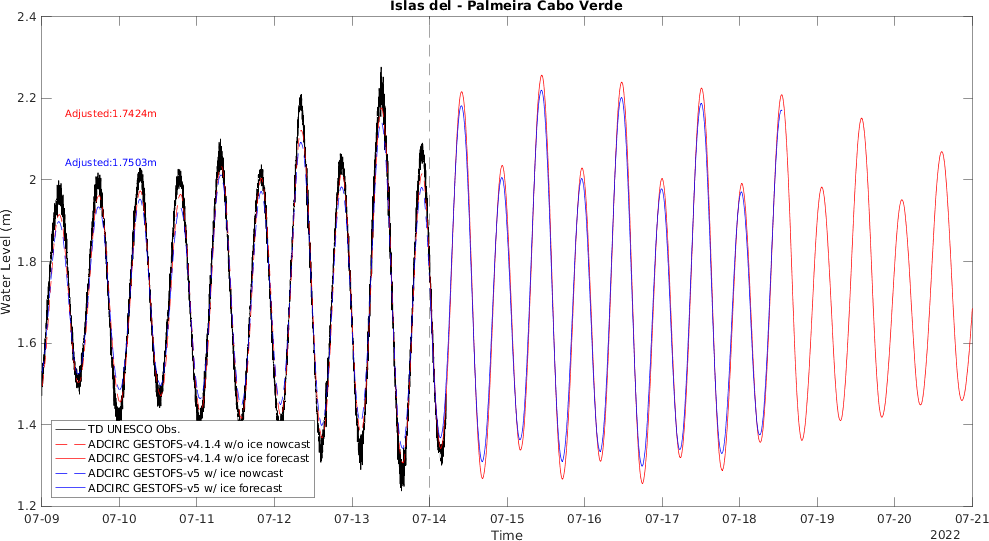 Islas del - Palmeira Cabo Verde
Water Level (m)
2.4
2.2
2
1.8
1.6
1.4
1.2
Adjusted:1.7424m
Adjusted:1.7503m
TD UNESCO Obs.
ADCIRC GESTOFS-v4.1.4 w/o ice nowcast
ADCIRC GESTOFS-v4.1.4 w/o ice forecast
ADCIRC GESTOFS-v5 w/ ice nowcast
ADCIRC GESTOFS-v5 w/ ice forecast
07-09 07-10 07-11 07-12 07-13 07-14 07-15 07-16 07-17 07-18 07-19 07-20 07-21
Time
2022